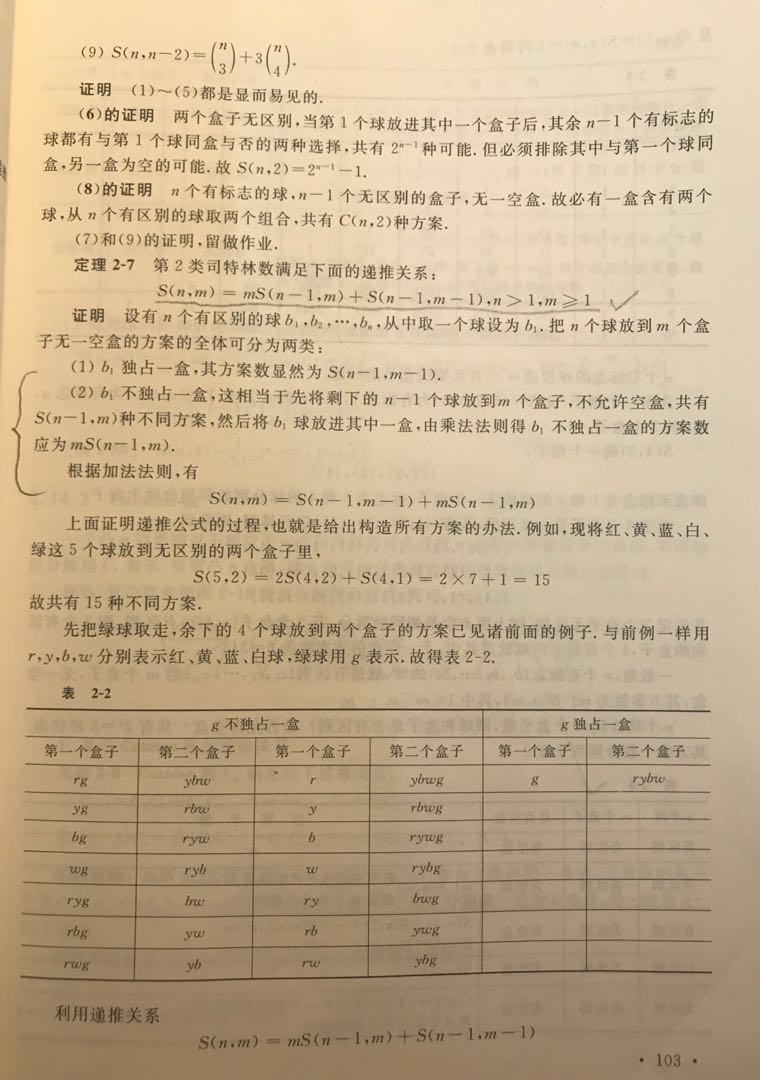 (9) S(n,n−2)=(n 3)+3(n 4).
证明 (1)~(5)都是显而易见的.
(6)的证明 两个盒子无区别,当第 1 个球放进其中一个盒子后,其余 n−1 个有标志的
球都有与第 1 个球同盒与否的两种选择,共有 2ⁿ⁻¹ 种可能. 但必须排除其中与第一个球同
盒,另一盒为空的可能. 故 S(n,2)=2ⁿ⁻¹−1.
(8)的证明 n 个有标志的球,n−1 个无区别的盒子,无一空盒. 故必有一盒含有两个
球,从 n 个有区别的球取两个组合,共有 C(n,2)种方案.
(7)和(9)的证明,留做作业.
定理 2-7 第 2 类司特林数满足下面的递推关系:
S(n,m) = mS(n−1,m) + S(n−1,m−1), n > 1, m ⩾ 1
证明 设有 n 个有区别的球 b₁,b₂,⋯,bₙ,从中取一个球设为 b₁. 把 n 个球放到 m 个盒
子无一空盒的方案的全体可分为两类:
(1) b₁ 独占一盒,其方案数显然为 S(n−1,m−1).
(2) b₁ 不独占一盒,这相当于先将剩下的 n−1 个球放到 m 个盒子,不允许空盒,共有
S(n−1,m)种不同方案,然后将 b₁ 球放进其中一盒,由乘法法则得 b₁ 不独占一盒的方案数
应为 mS(n−1,m).
根据加法法则,有
S(n,m) = S(n−1,m−1) + mS(n−1,m)
上面证明递推公式的过程,也就是给出构造所有方案的办法. 例如,现将红、黄、蓝、白、
绿这 5 个球放到无区别的两个盒子里,
S(5,2) = 2S(4,2) + S(4,1) = 2×7+1 = 15
故共有 15 种不同方案.
先把绿球取走,余下的 4 个球放到两个盒子的方案已见诸前面的例子. 与前例一样用
r,y,b,w 分别表示红、黄、蓝、白球,绿球用 g 表示. 故得表 2-2.
表 2-2
g 不独占一盒 g 独占一盒
第一个盒子 第二个盒子 第一个盒子 第二个盒子 第一个盒子 第二个盒子
rg ybw r ybwg g rybw
yg rbw y rbwg
bg ryw b rywg
wg ryb w rybg
ryg bw ry bwg
rbg yw rb ywg
rwg yb rw ybg
利用递推关系
S(n,m) = mS(n−1,m) + S(n−1,m−1)
• 103 •